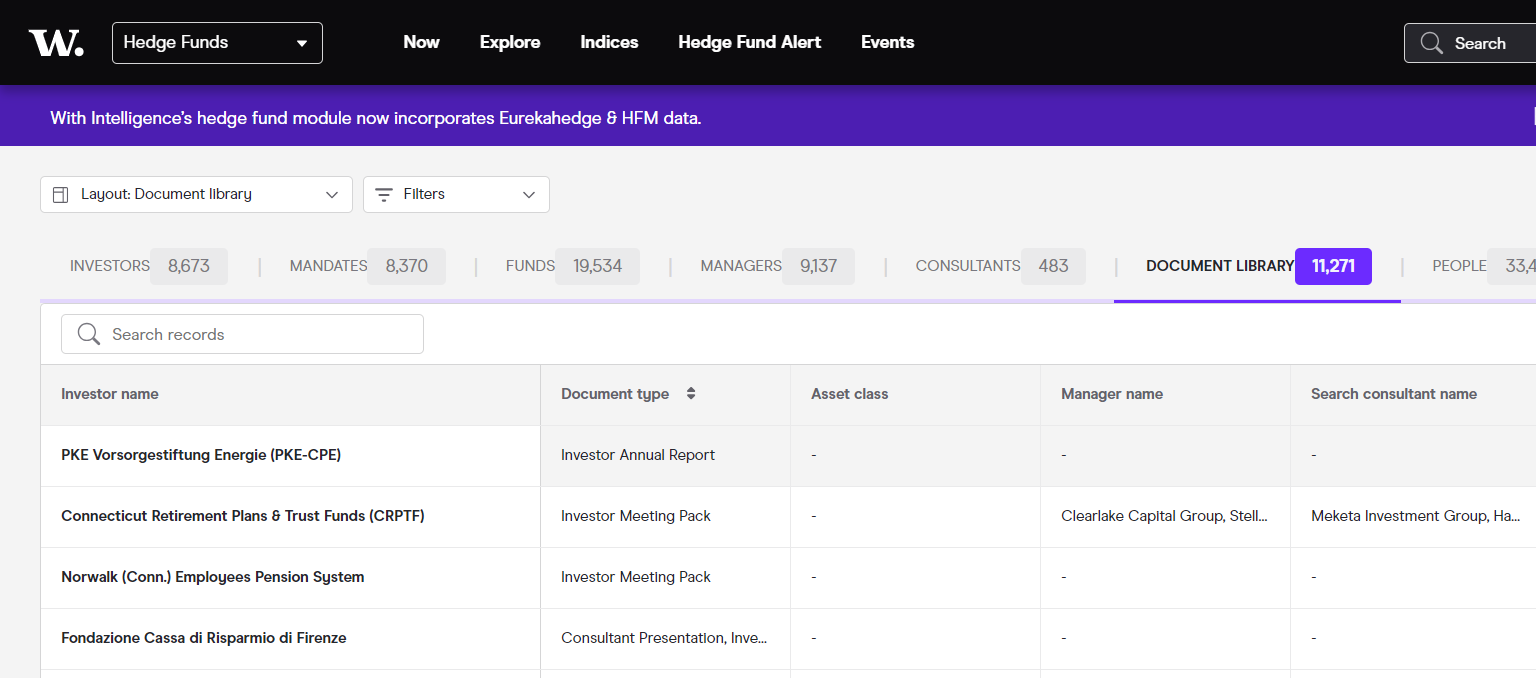 W. Hedge Funds Now Explore Indices Hedge Fund Alert Events Search
With Intelligence's hedge fund module now incorporates Eurekahedge & HFM data.
Layout: Document library Filters
INVESTORS 8,673 | MANDATES 8,370 | FUNDS 19,534 | MANAGERS 9,137 | CONSULTANTS 483 | DOCUMENT LIBRARY 11,271 | PEOPLE 33,4
Search records
Investor name Document type Asset class Manager name Search consultant name
PKE Vorsorgestiftung Energie (PKE-CPE) Investor Annual Report - - -
Connecticut Retirement Plans & Trust Funds (CRPTF) Investor Meeting Pack - Clearlake Capital Group, Stell... Meketa Investment Group, Ha...
Norwalk (Conn.) Employees Pension System Investor Meeting Pack - - -
Fondazione Cassa di Risparmio di Firenze Consultant Presentation, Inve... - - -